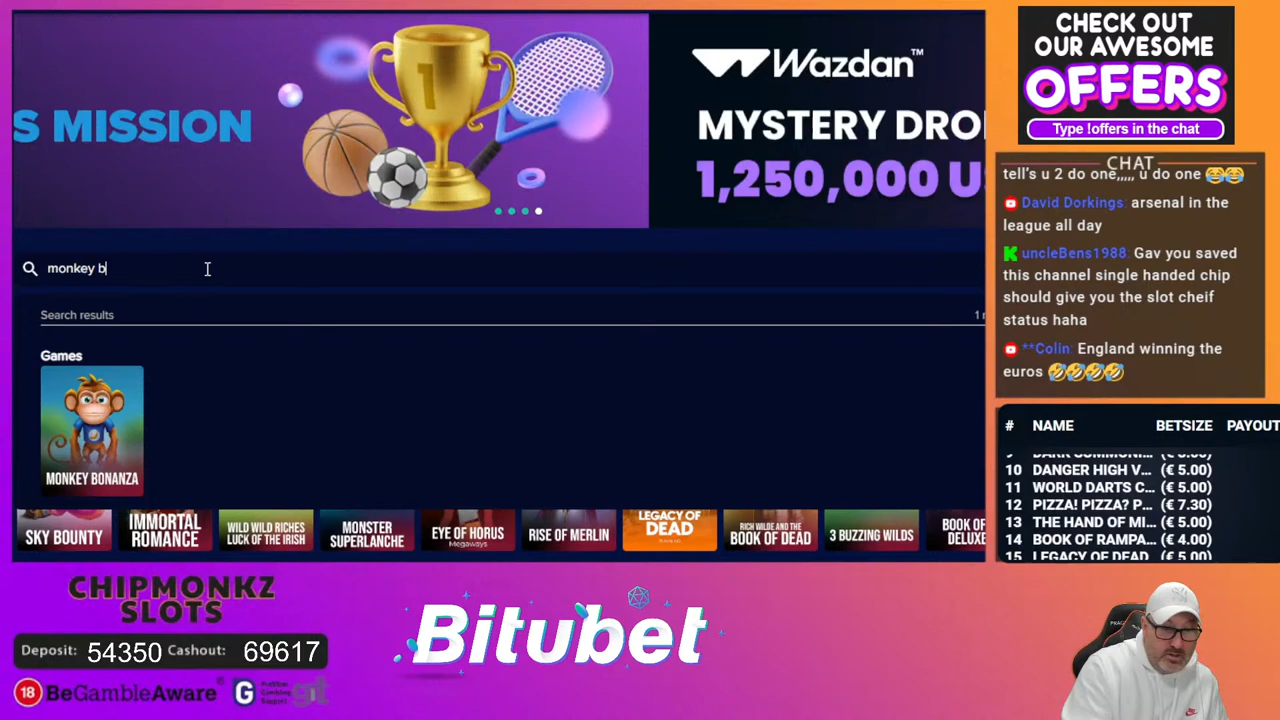 S MISSION
Wazdan™
MYSTERY DRO
1,250,000 U
monkey b
Search results
1
Games
MONKEY BONANZA
SKY BOUNTY
IMMORTAL
ROMANCE
WILD WILD RICHES
LUCK OF THE IRISH
MONSTER
SUPERLANCHE
EYE OF HORUS
Megaways
RISE OF MERLIN
LEGACY OF
DEAD
RICH WILDE AND THE
BOOK OF DEAD
3 BUZZING WILDS
BOOK OF
DELUXE
CHECK OUT
OUR AWESOME
OFFERS
Type !offers in the chat
CHAT
tell's u 2 do one,,,,, u do one 😂😂
David Dorkings: arsenal in the
league all day
uncleBens1988: Gav you saved
this channel single handed chip
should give you the slot cheif
status haha
**Colin: England winning the
euros 🤣🤣🤣🤣
# NAME BETSIZE PAYOUT
10 DANGER HIGH V... (€ 5.00)
11 WORLD DARTS C... (€ 5.00)
12 PIZZA! PIZZA? P... (€ 7.30)
13 THE HAND OF MI... (€ 5.00)
14 BOOK OF RAMPA... (€ 4.00)
15 LEGACY OF DEAD (€ 5.00)
CHIPMONKZ
SLOTS
Deposit: 54350 Cashout: 69617
18 BeGambleAware
Bitubet